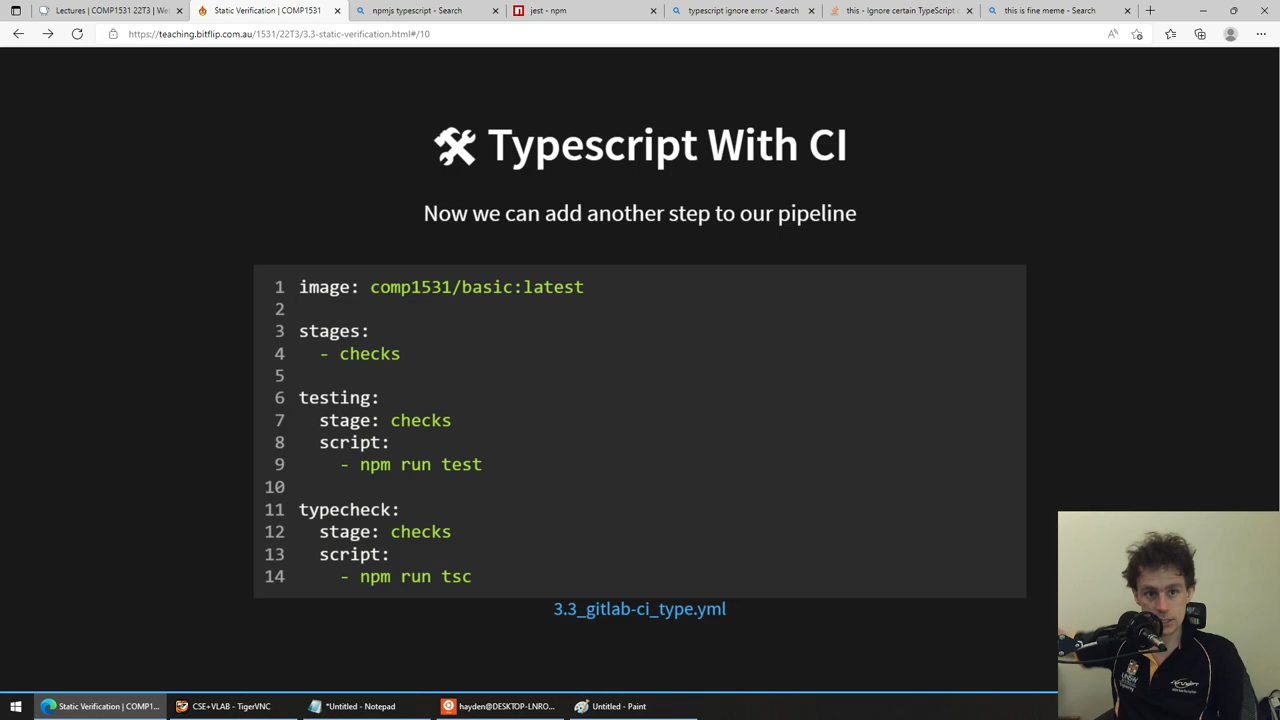 Lectures | COMP1531 22T3 | We
Static Verification | COMP1531
npmjs typescript - Search
jest - npm
typescript ignore error - Search
this - Ignore certain TypeScript c
this is fine meme - Search
https://teaching.bitflip.com.au/1531/22T3/3.3-static-verification.html#/10
🛠 Typescript With CI
Now we can add another step to our pipeline
1 image: comp1531/basic:latest
2
3 stages:
4   - checks
5
6 testing:
7   stage: checks
8   script:
9     - npm run test
10
11 typecheck:
12   stage: checks
13   script:
14     - npm run tsc
3.3_gitlab-ci_type.yml
Static Verification | COMP1...
CSE+VLAB - TigerVNC
*Untitled - Notepad
hayden@DESKTOP-LNRO...
Untitled - Paint